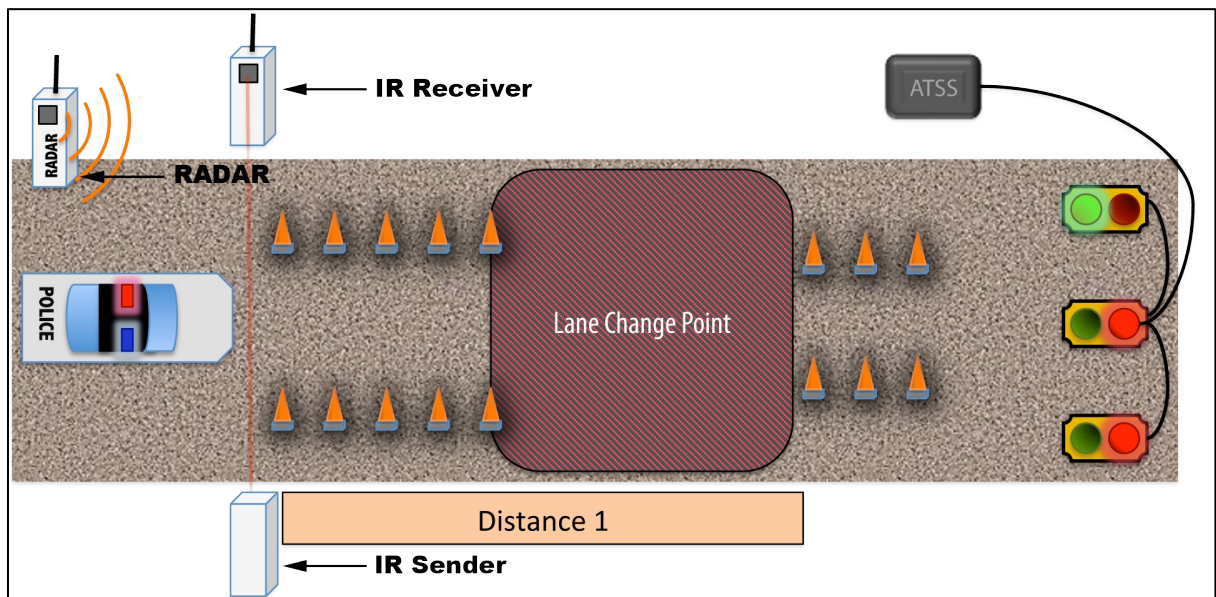 IR Receiver
ATSS
RADAR
RADAR
POLICE
Lane Change Point
Distance 1
IR Sender